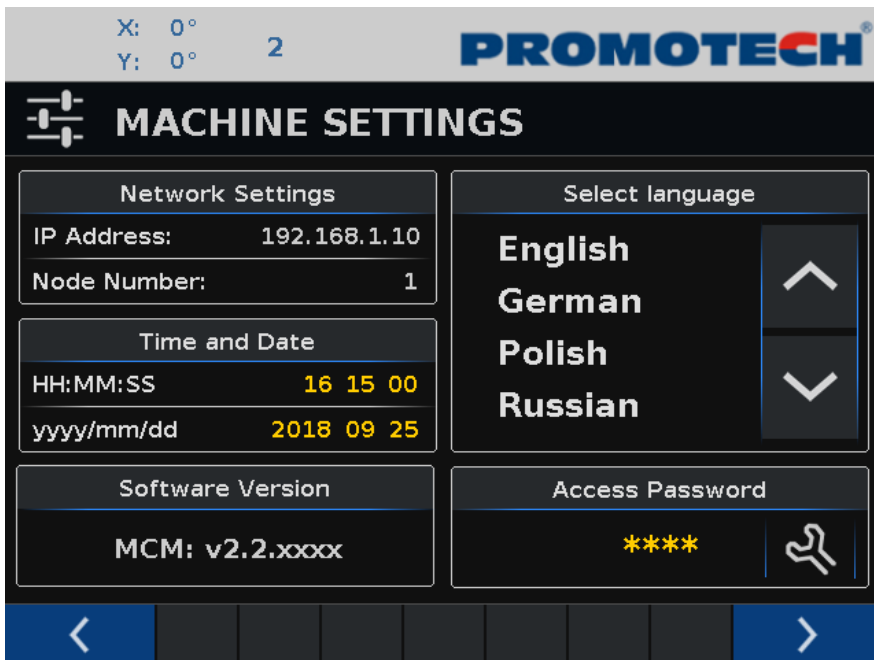 X: 0°
Y: 0°
2
PROMOTECH®
MACHINE SETTINGS
Network Settings
IP Address: 192.168.1.10
Node Number: 1
Time and Date
HH:MM:SS 16 15 00
yyyy/mm/dd 2018 09 25
Software Version
MCM: v2.2.xxxx
Select language
English
German
Polish
Russian
Access Password
****